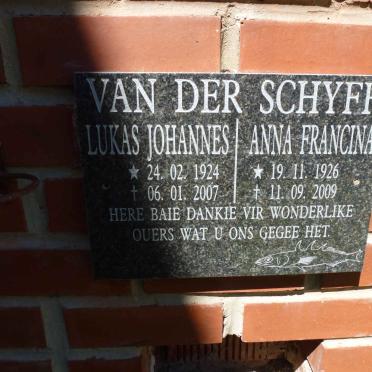 VAN DER SCHYFF
LUKAS JOHANNES | ANNA FRANCINA
★ 24. 02. 1924 | ★ 19. 11. 1926
† 06. 01. 2007 | † 11. 09. 2009
HERE BAIE DANKIE VIR WONDERLIKE
OUERS WAT U ONS GEGEE HET.